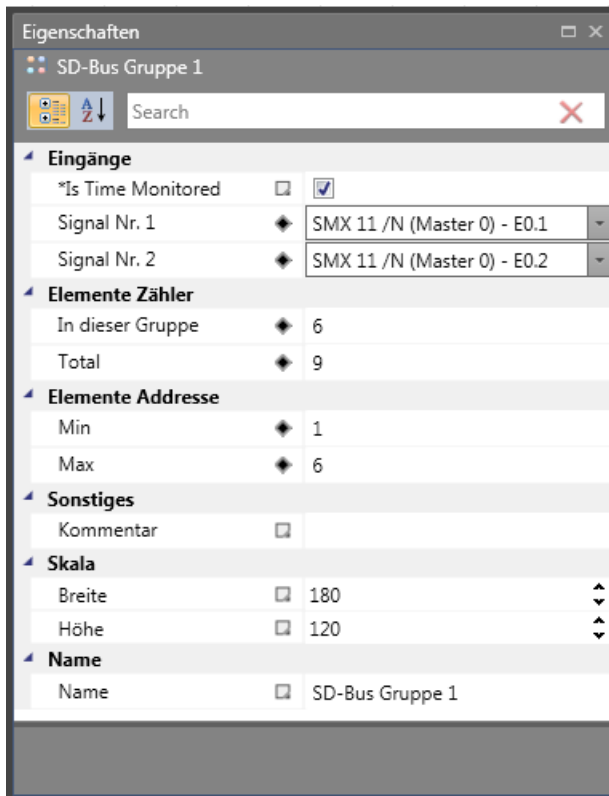 Eigenschaften
SD-Bus Gruppe 1
A Z Search
Eingänge
*Is Time Monitored
Signal Nr. 1 SMX 11 /N (Master 0) - E0.1
Signal Nr. 2 SMX 11 /N (Master 0) - E0.2
Elemente Zähler
In dieser Gruppe 6
Total 9
Elemente Addresse
Min 1
Max 6
Sonstiges
Kommentar
Skala
Breite 180
Höhe 120
Name
Name SD-Bus Gruppe 1